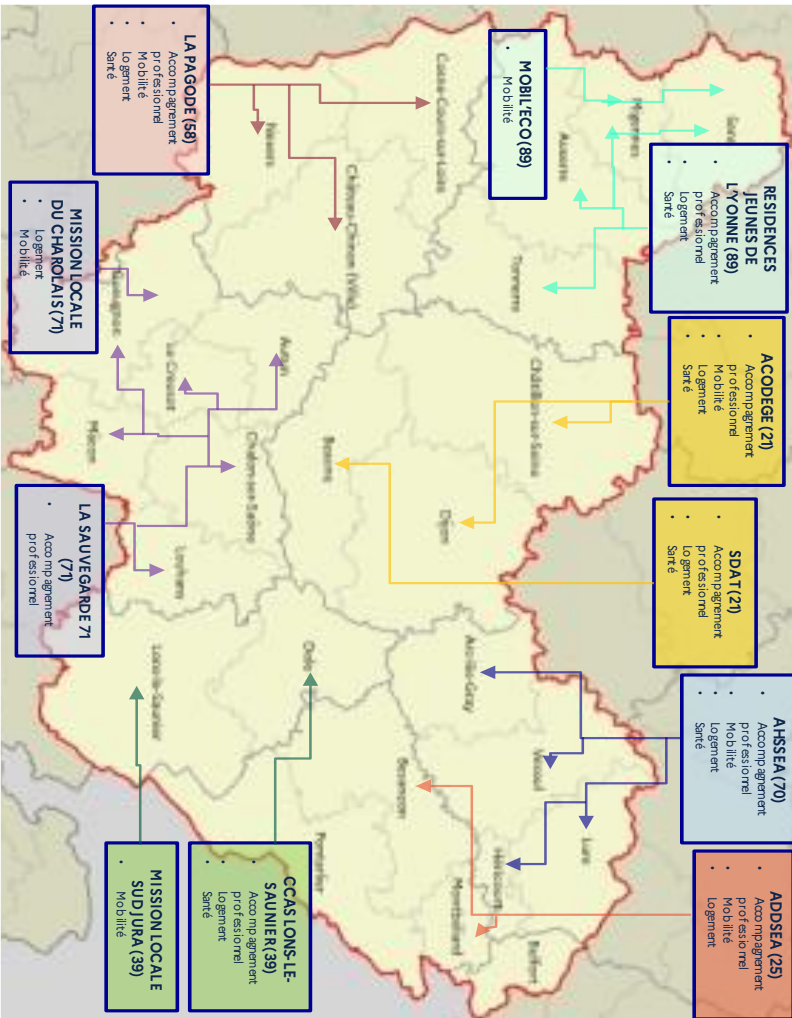 RESIDENCES
JEUNES DE
L'YONNE (89)
• Accompagnement
professionnel
• Logement
• Santé
ACODEGE (21)
• Accompagnement
professionnel
• Mobilité
• Logement
• Santé
SDAT (21)
• Accompagnement
professionnel
• Logement
• Santé
AHSSEA (70)
• Accompagnement
professionnel
• Mobilité
• Logement
• Santé
ADDSEA (25)
• Accompagnement
professionnel
• Mobilité
• Logement
MOBIL'ECO (89)
• Mobilité
LA PAGODE (58)
• Accompagnement
professionnel
• Mobilité
• Logement
• Santé
MISSION LOCALE
DU CHAROLAIS (71)
• Logement
• Mobilité
LA SAUVEGARDE 71
(71)
• Accompagnement
professionnel
CCAS LONS-LE-
SAUNIER (39)
• Accompagnement
professionnel
• Logement
• Santé
MISSION LOCALE
SUD JURA (39)
• Mobilité
Sens
Migennes
Auxerre
Tonnerre
Châtillon-sur-Seine
Dijon
Beaune
Cosne-Cours-sur-Loire
Nevers
Château-Chinon (Ville)
Autun
Le Creusot
Chalon-sur-Saône
Mâcon
Louhans
Arc-lès-Gray
Vesoul
Lure
Héricourt
Belfort
Montbéliard
Besançon
Pontarlier
Dole
Lons-le-Saunier